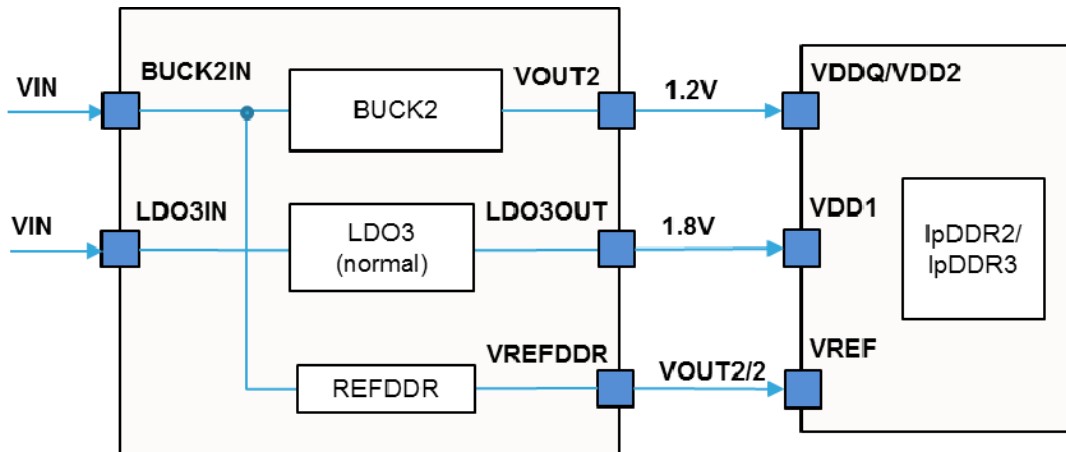 VIN
BUCK2IN
BUCK2
VOUT2
1.2V
VDDQ/VDD2
VIN
LDO3IN
LDO3
(normal)
LDO3OUT
1.8V
VDD1
lpDDR2/
lpDDR3
REFDDR
VREFDDR
VOUT2/2
VREF